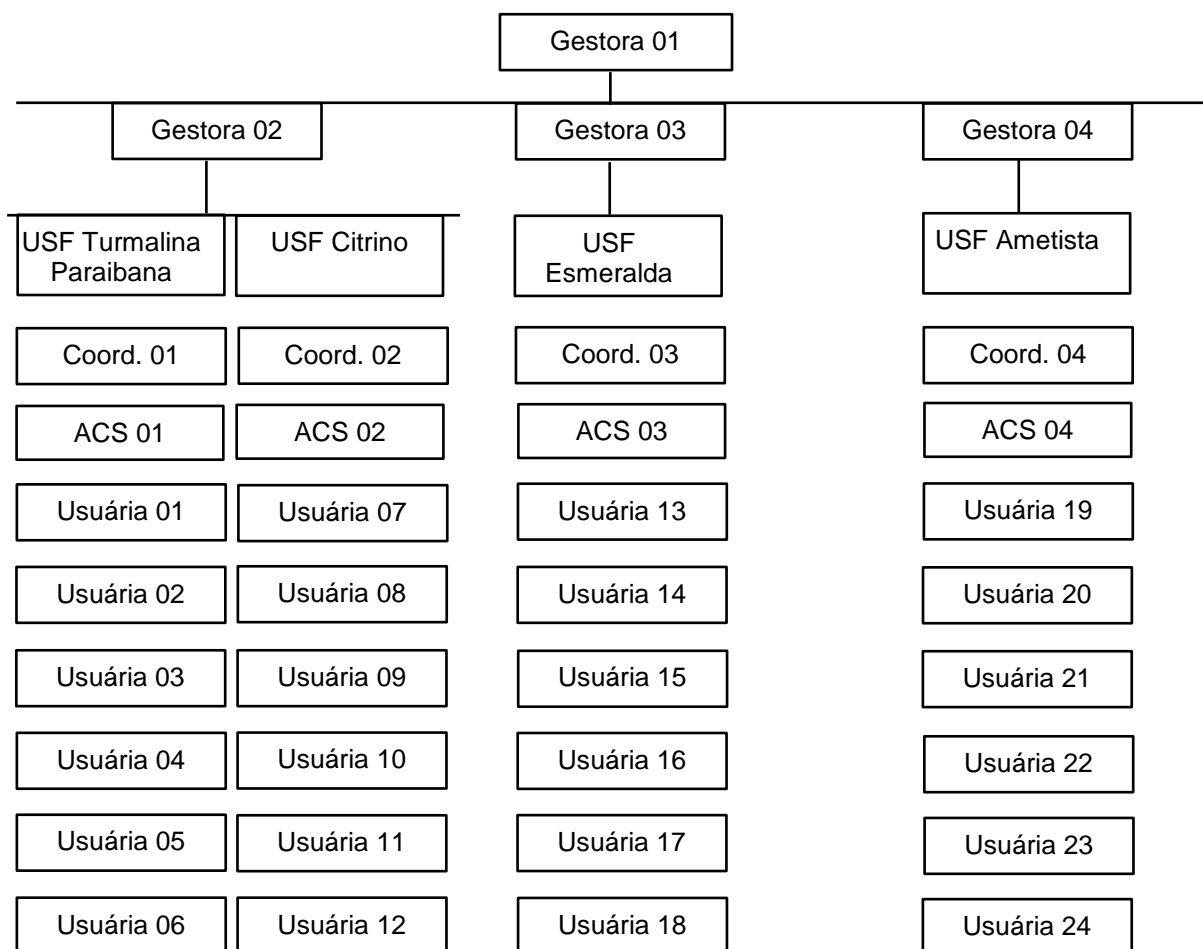 Gestora 01
Gestora 02
Gestora 03
Gestora 04
USF Turmalina
Paraibana
USF Citrino
USF
Esmeralda
USF Ametista
Coord. 01
Coord. 02
Coord. 03
Coord. 04
ACS 01
ACS 02
ACS 03
ACS 04
Usuária 01
Usuária 07
Usuária 13
Usuária 19
Usuária 02
Usuária 08
Usuária 14
Usuária 20
Usuária 03
Usuária 09
Usuária 15
Usuária 21
Usuária 04
Usuária 10
Usuária 16
Usuária 22
Usuária 05
Usuária 11
Usuária 17
Usuária 23
Usuária 06
Usuária 12
Usuária 18
Usuária 24